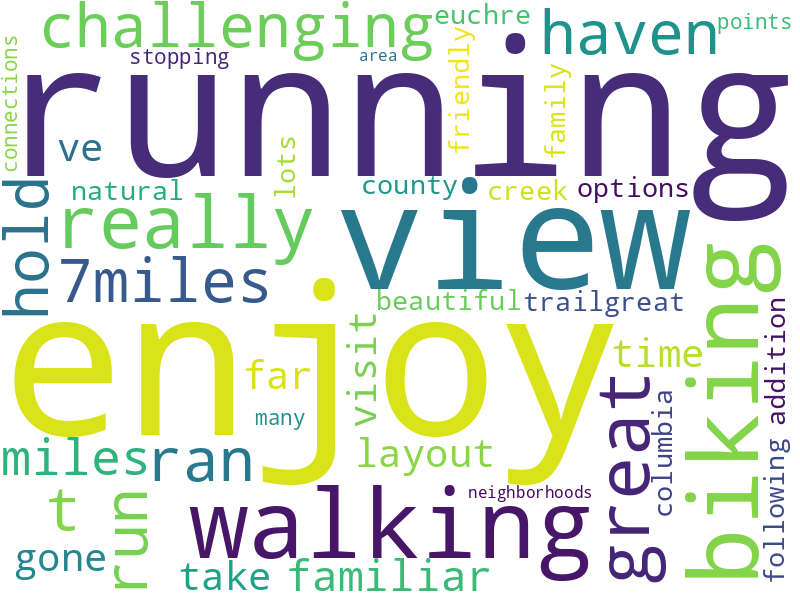 challenging
euchre
haven
points
stopping
area
running
connections
friendly
family
ve
lots
natural
county
creek
options
hold
really
view
7miles
beautiful
trailgreat
biking
addition
enjoy
visit
far
time
many
great
columbia
following
miles
ran
layout
t
run
walking
neighborhoods
gone
take
familiar